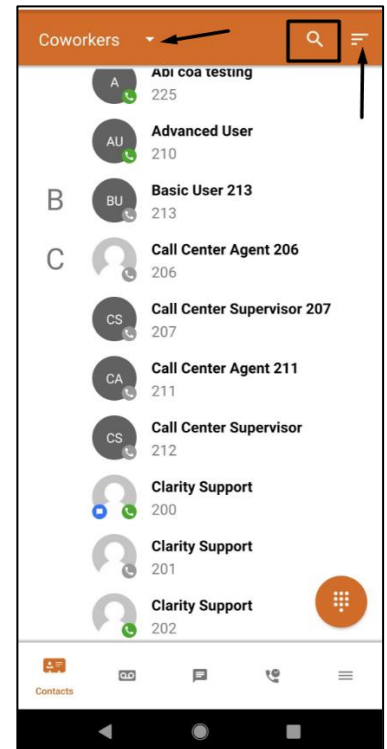 Coworkers
A
Abi coa testing
225
AU
Advanced User
210
B
BU
Basic User 213
213
C
Call Center Agent 206
206
CS
Call Center Supervisor 207
207
CA
Call Center Agent 211
211
CS
Call Center Supervisor
212
Clarity Support
200
Clarity Support
201
Clarity Support
202
Contacts